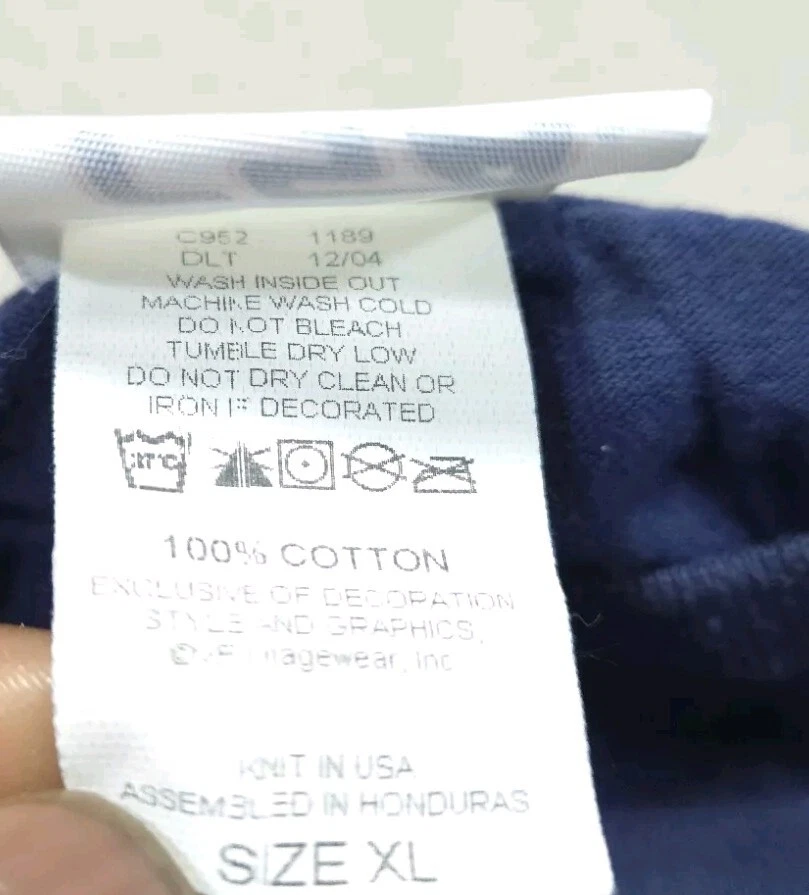 C952 1189
DLT 12/04
WASH INSIDE OUT
MACHINE WASH COLD
DO NOT BLEACH
TUMBLE DRY LOW
DO NOT DRY CLEAN OR
IRON IF DECORATED
100% COTTON
EXCLUSIVE OF DECORATION
STYLE AND GRAPHICS,
© Imagewear, Inc
KNIT IN USA
ASSEMBLED IN HONDURAS
SIZE XL